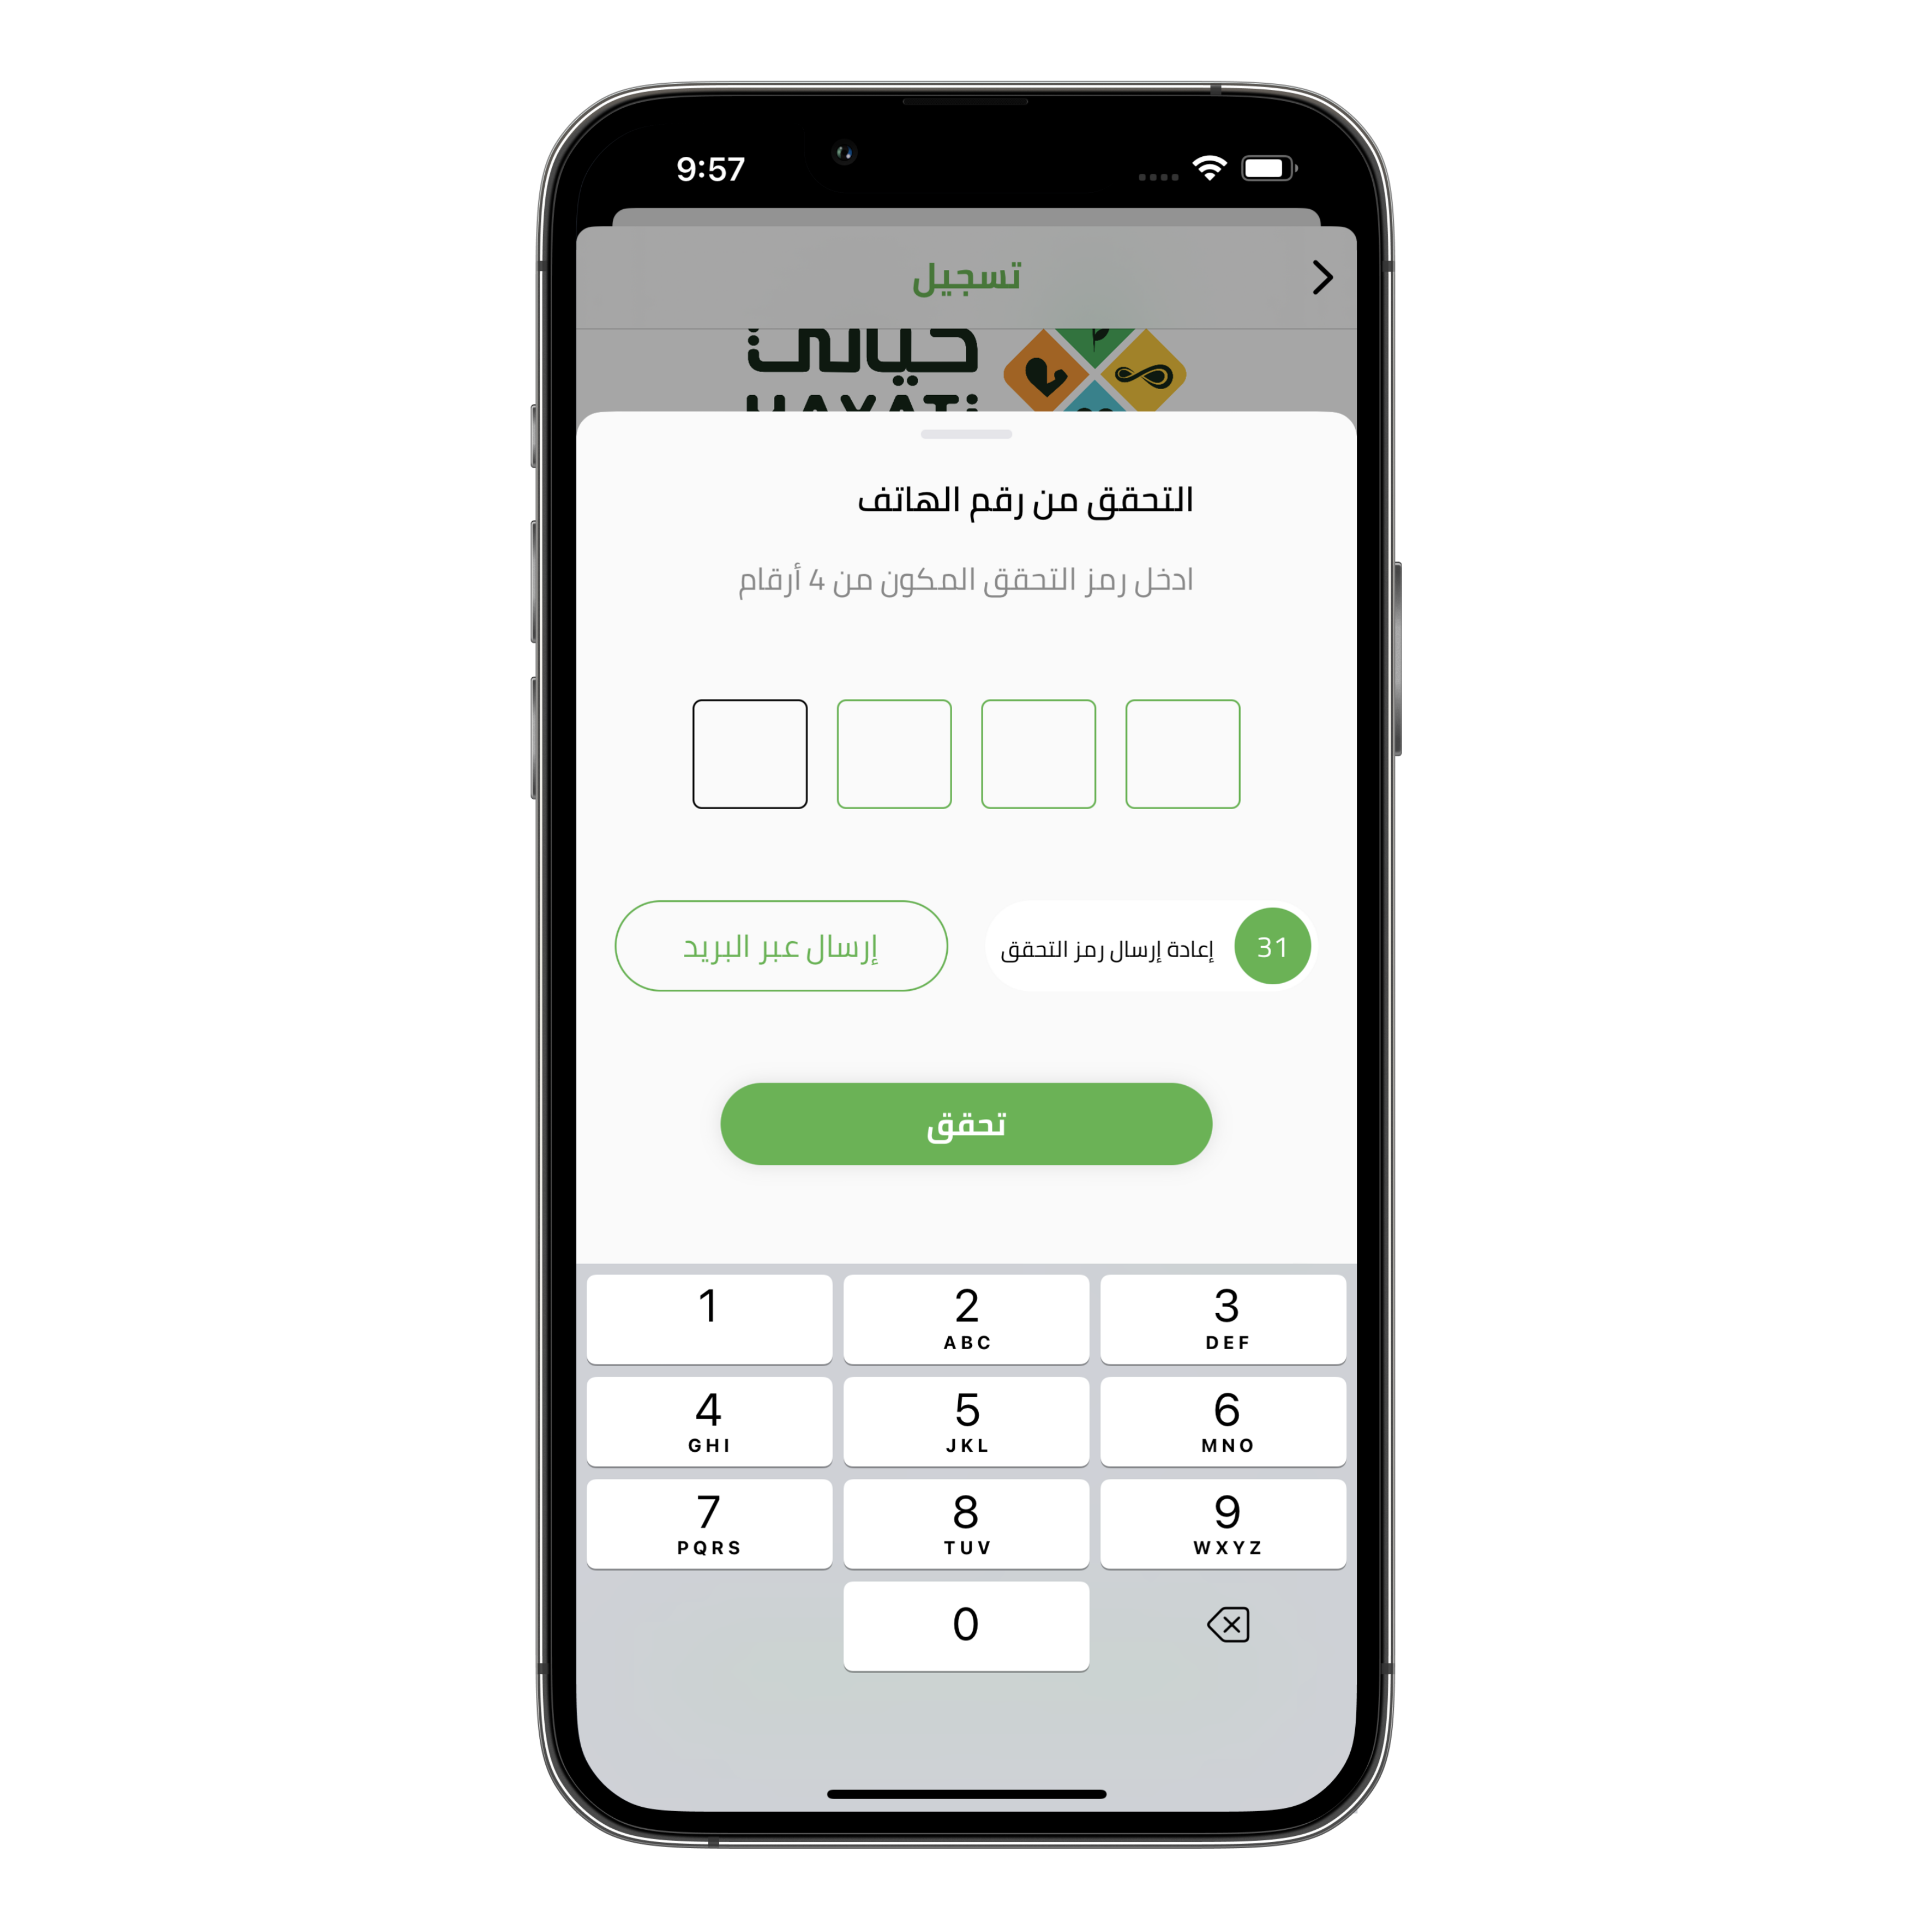 9:57
تسجيل
حياتي
HAYATi
التحقق من رقم الهاتف
ادخل رمز التحقق المكون من 4 أرقام
31 إعادة إرسال رمز التحقق
إرسال عبر البريد
تحقق
1
2
ABC
3
DEF
4
GHI
5
JKL
6
MNO
7
PQRS
8
TUV
9
WXYZ
0